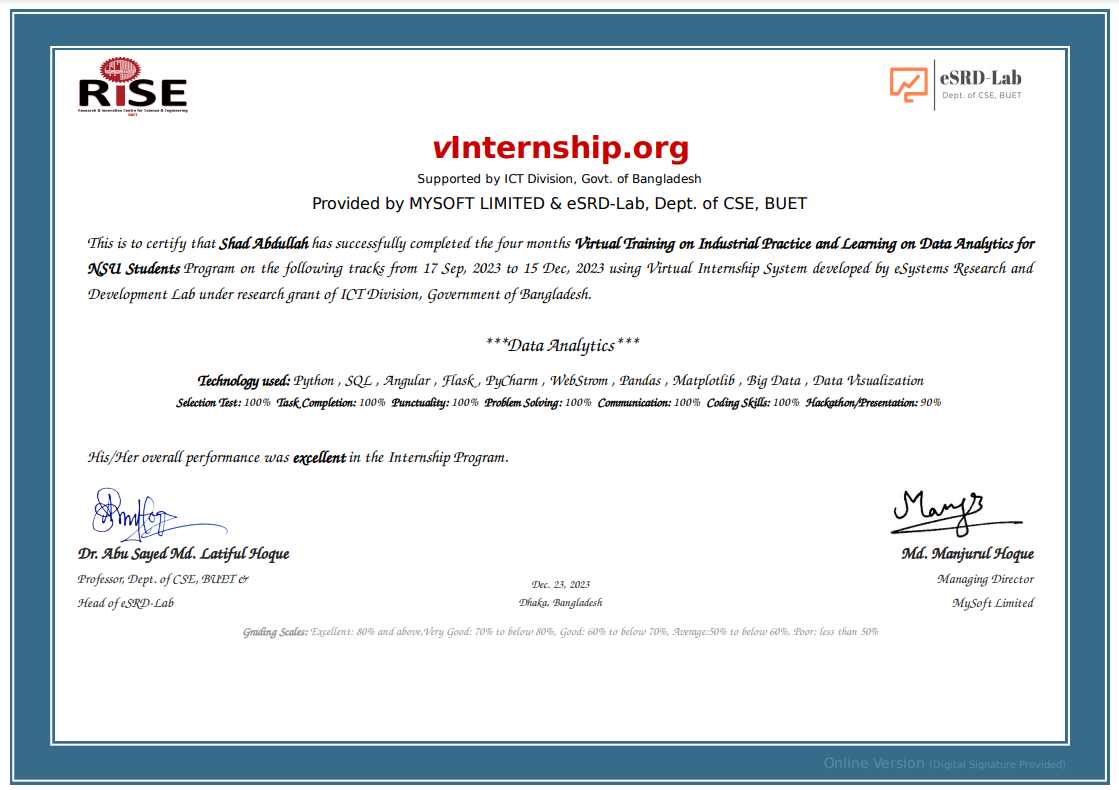 RiSE
Research & Innovation Centre for Science & Engineering
BUET
eSRD-Lab
Dept. of CSE, BUET
vInternship.org
Supported by ICT Division, Govt. of Bangladesh
Provided by MYSOFT LIMITED & eSRD-Lab, Dept. of CSE, BUET
This is to certify that Shad Abdullah has successfully completed the four months Virtual Training on Industrial Practice and Learning on Data Analytics for
NSU Students Program on the following tracks from 17 Sep, 2023 to 15 Dec, 2023 using Virtual Internship System developed by eSystems Research and
Development Lab under research grant of ICT Division, Government of Bangladesh.
***Data Analytics***
Technology used: Python , SQL , Angular , Flask , PyCharm , WebStrom , Pandas , Matplotlib , Big Data , Data Visualization
Selection Test: 100% Task Completion: 100% Punctuality: 100% Problem Solving: 100% Communication: 100% Coding Skills: 100% Hackathon/Presentation: 90%
His/Her overall performance was excellent in the Internship Program.
Dr. Abu Sayed Md. Latiful Hoque
Professor, Dept. of CSE, BUET &
Head of eSRD-Lab
Dec. 23, 2023
Dhaka, Bangladesh
Md. Manjurul Hoque
Managing Director
MySoft Limited
Grading Scales: Excellent: 80% and above,Very Good: 70% to below 80%, Good: 60% to below 70%, Average:50% to below 60%, Poor: less than 50%
Online Version (Digital Signature Provided)